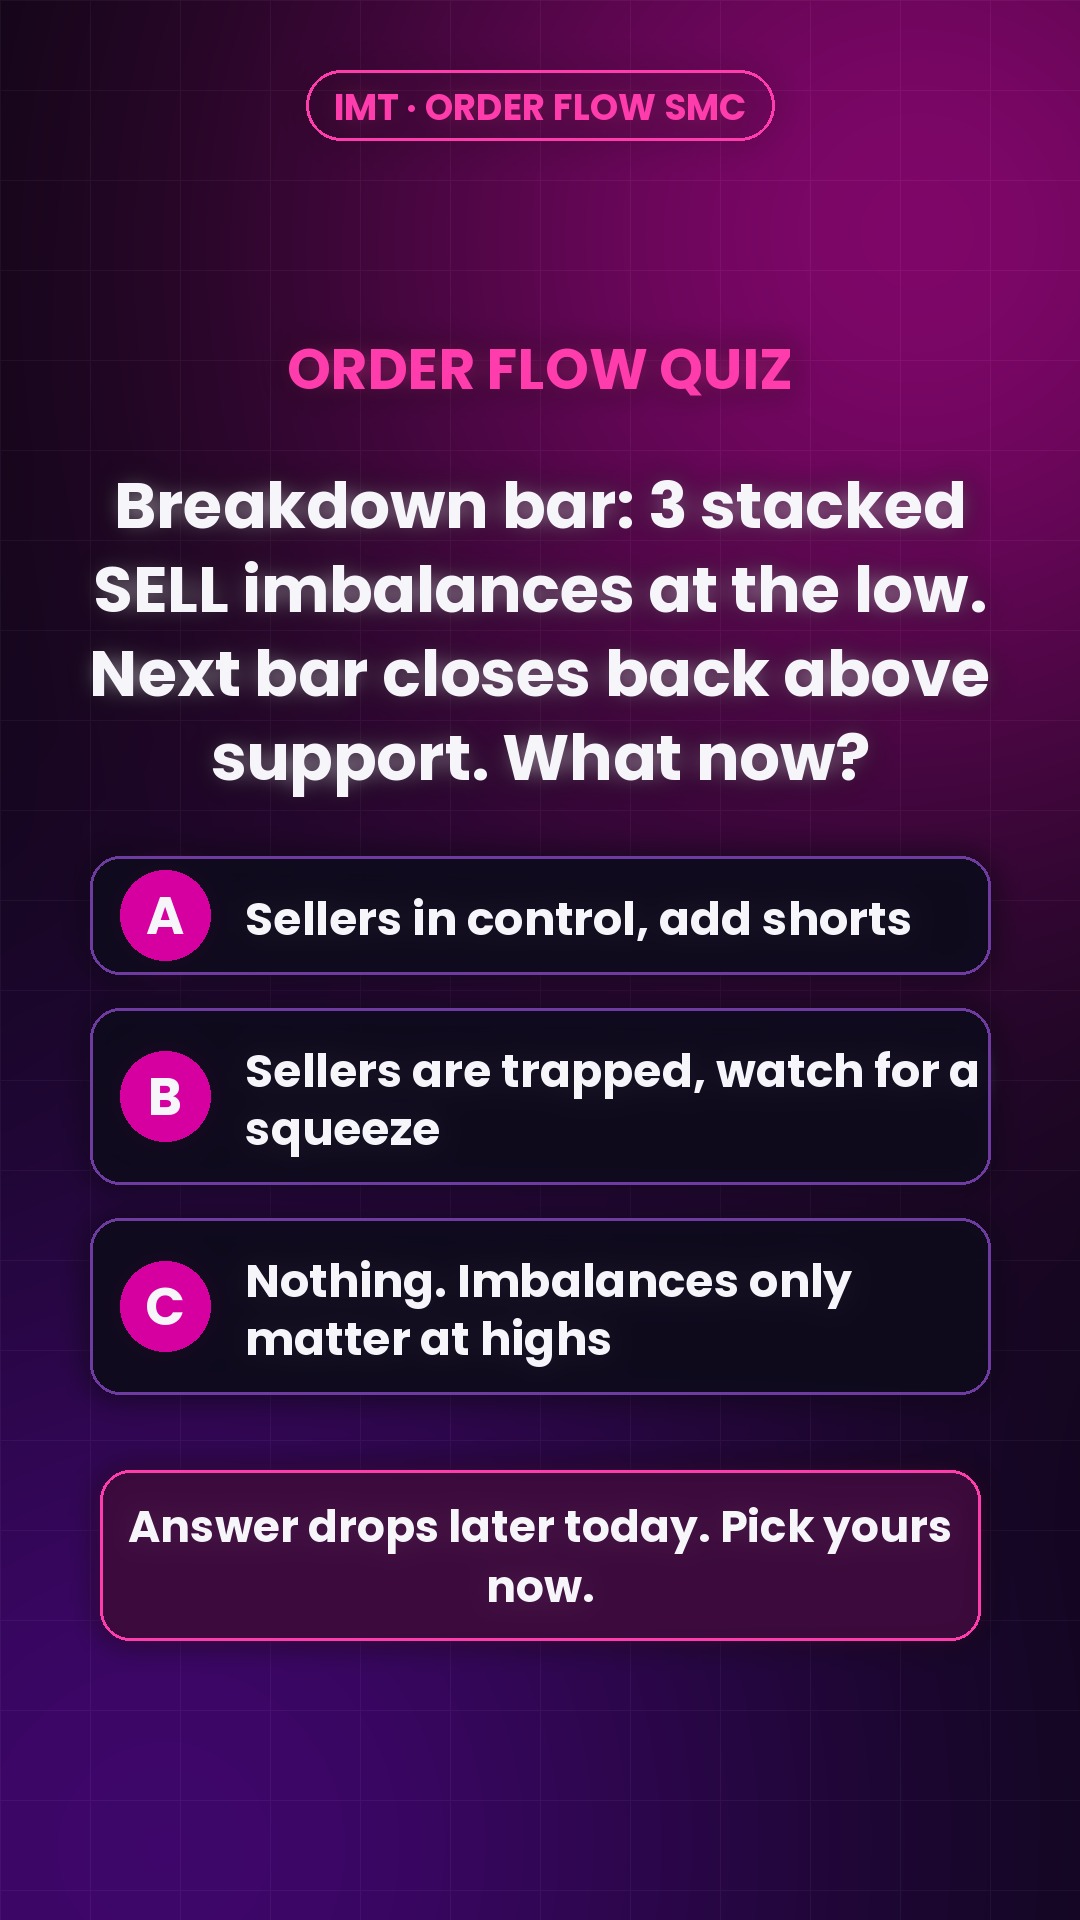 IMT · ORDER FLOW SMC
ORDER FLOW QUIZ
Breakdown bar: 3 stacked
SELL imbalances at the low.
Next bar closes back above
support. What now?
A Sellers in control, add shorts
B Sellers are trapped, watch for a
squeeze
C Nothing. Imbalances only
matter at highs
Answer drops later today. Pick yours
now.